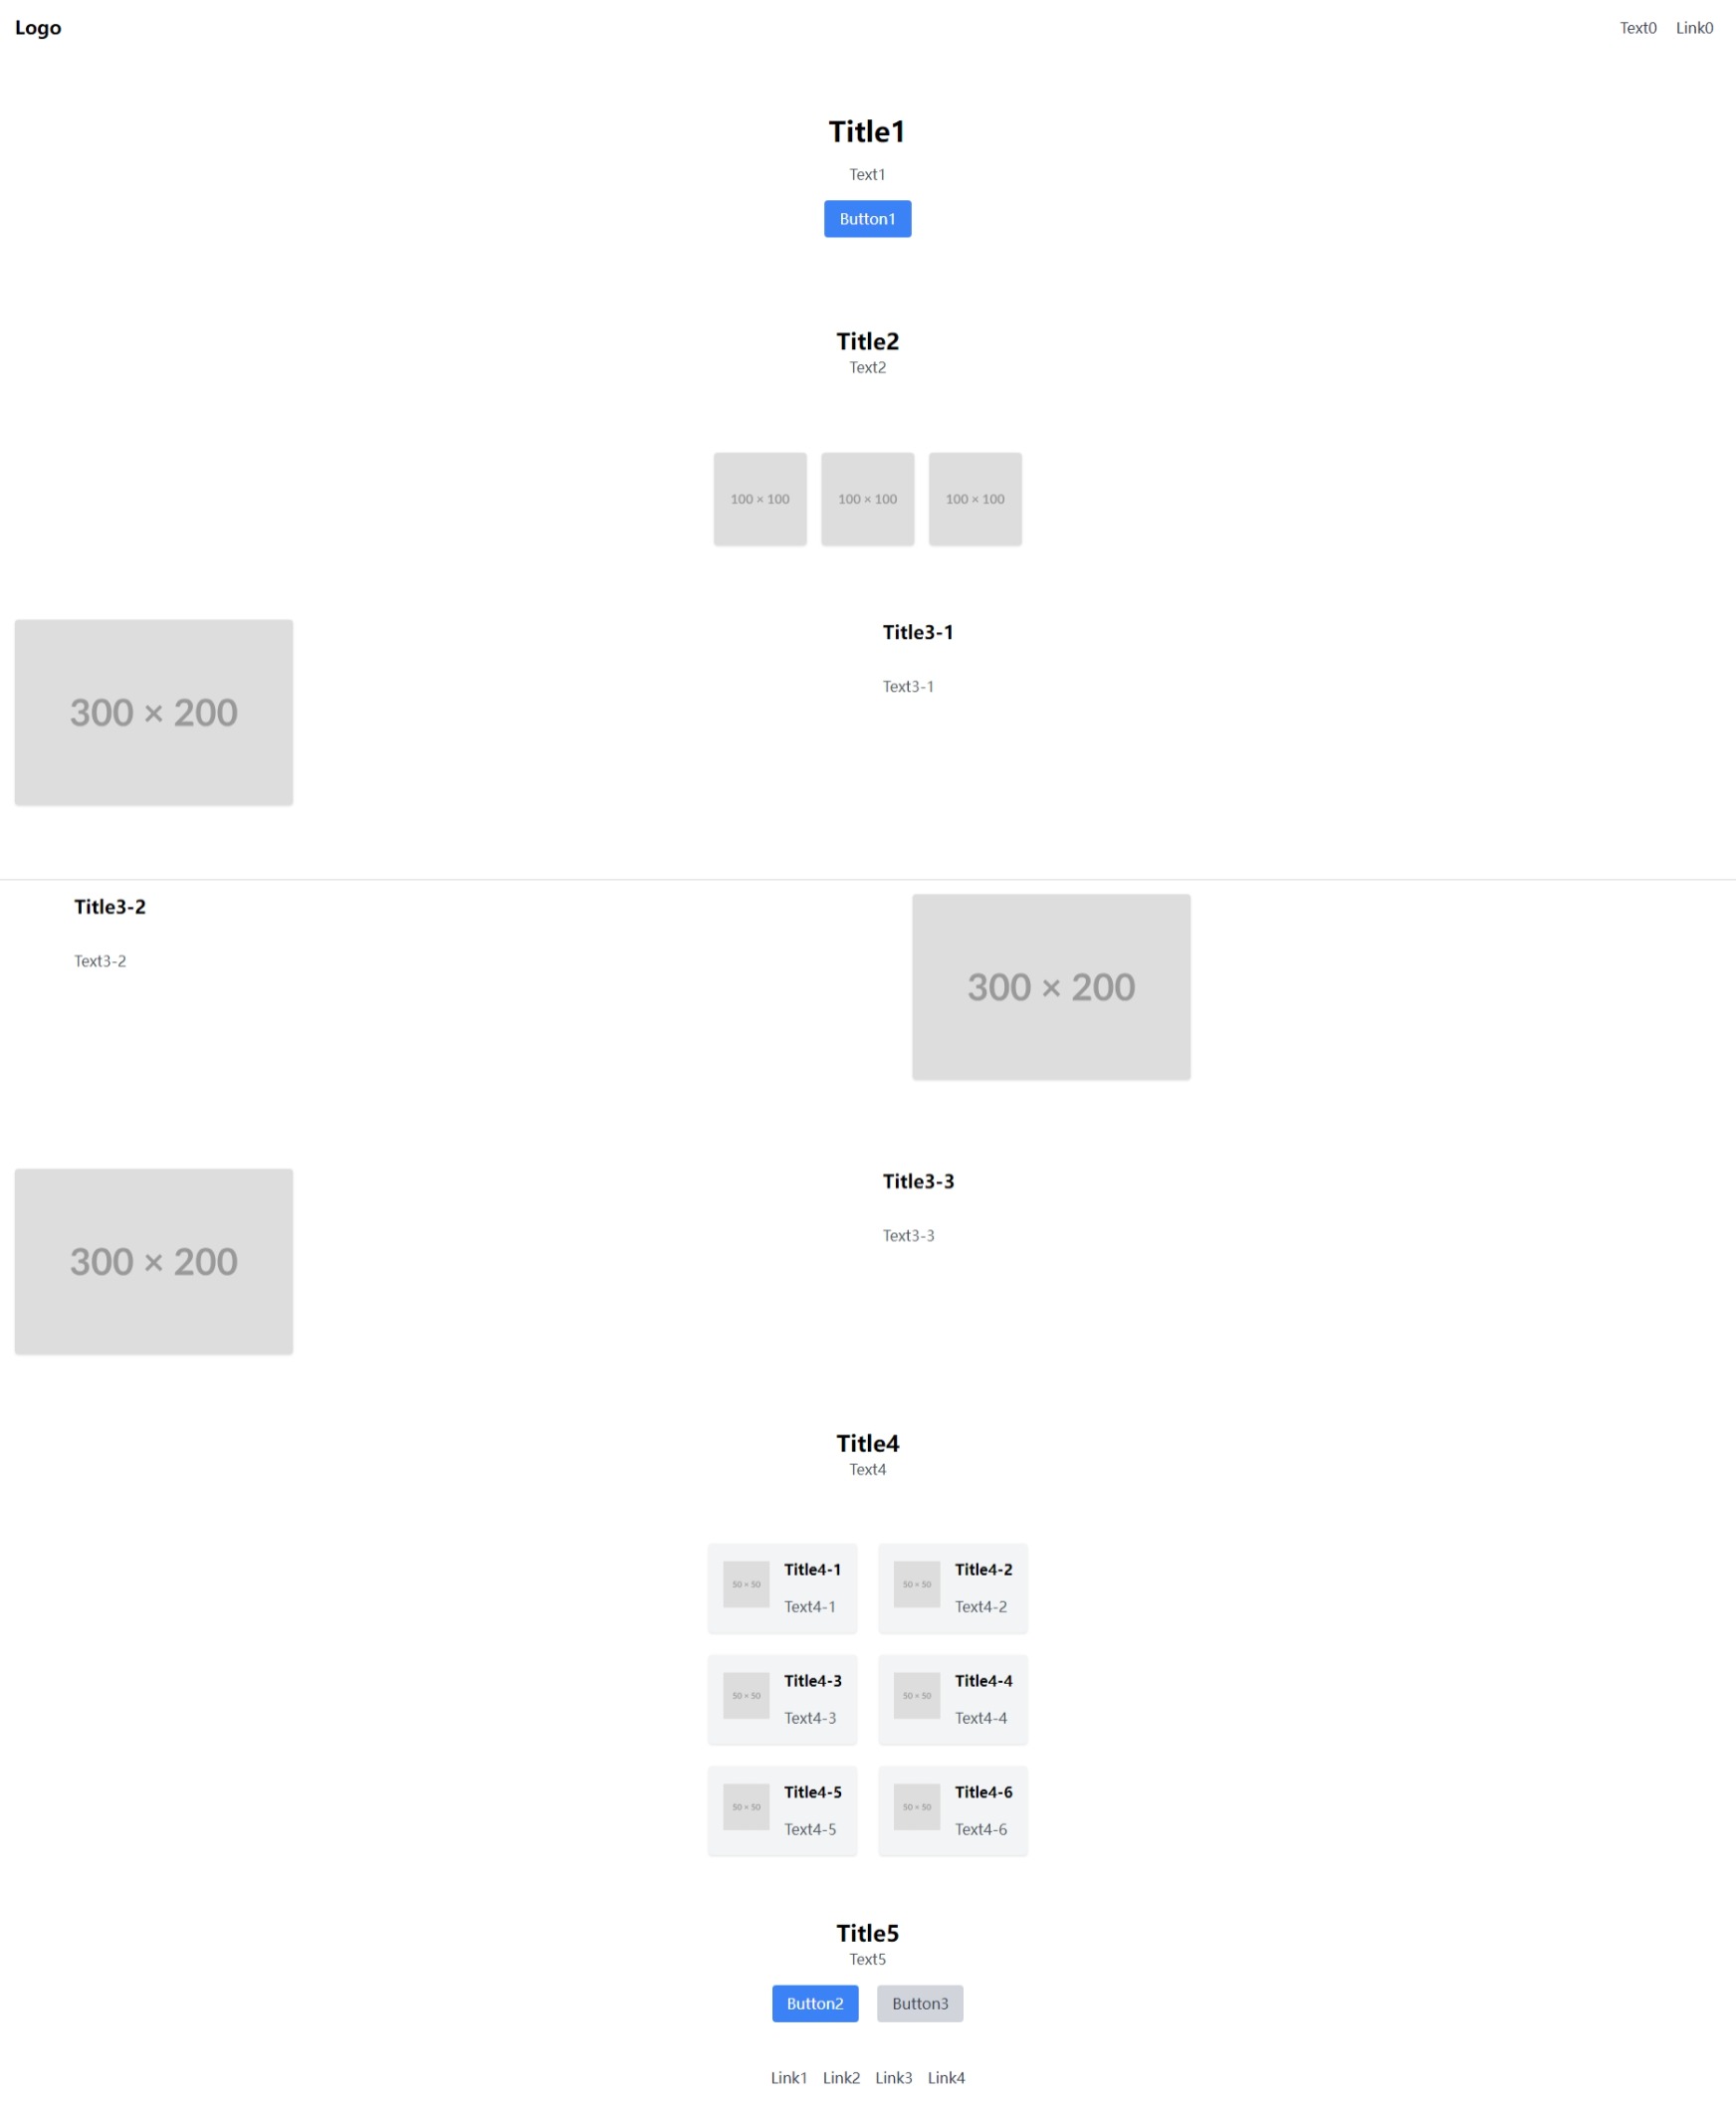 Logo
Text0 Link0
Title1
Text1
Button1
Title2
Text2
100 × 100 100 × 100 100 × 100
300 × 200
Title3-1
Text3-1
Title3-2
Text3-2
300 × 200
300 × 200
Title3-3
Text3-3
Title4
Text4
50 × 50
Title4-1
Text4-1
50 × 50
Title4-2
Text4-2
50 × 50
Title4-3
Text4-3
50 × 50
Title4-4
Text4-4
50 × 50
Title4-5
Text4-5
50 × 50
Title4-6
Text4-6
Title5
Text5
Button2 Button3
Link1 Link2 Link3 Link4